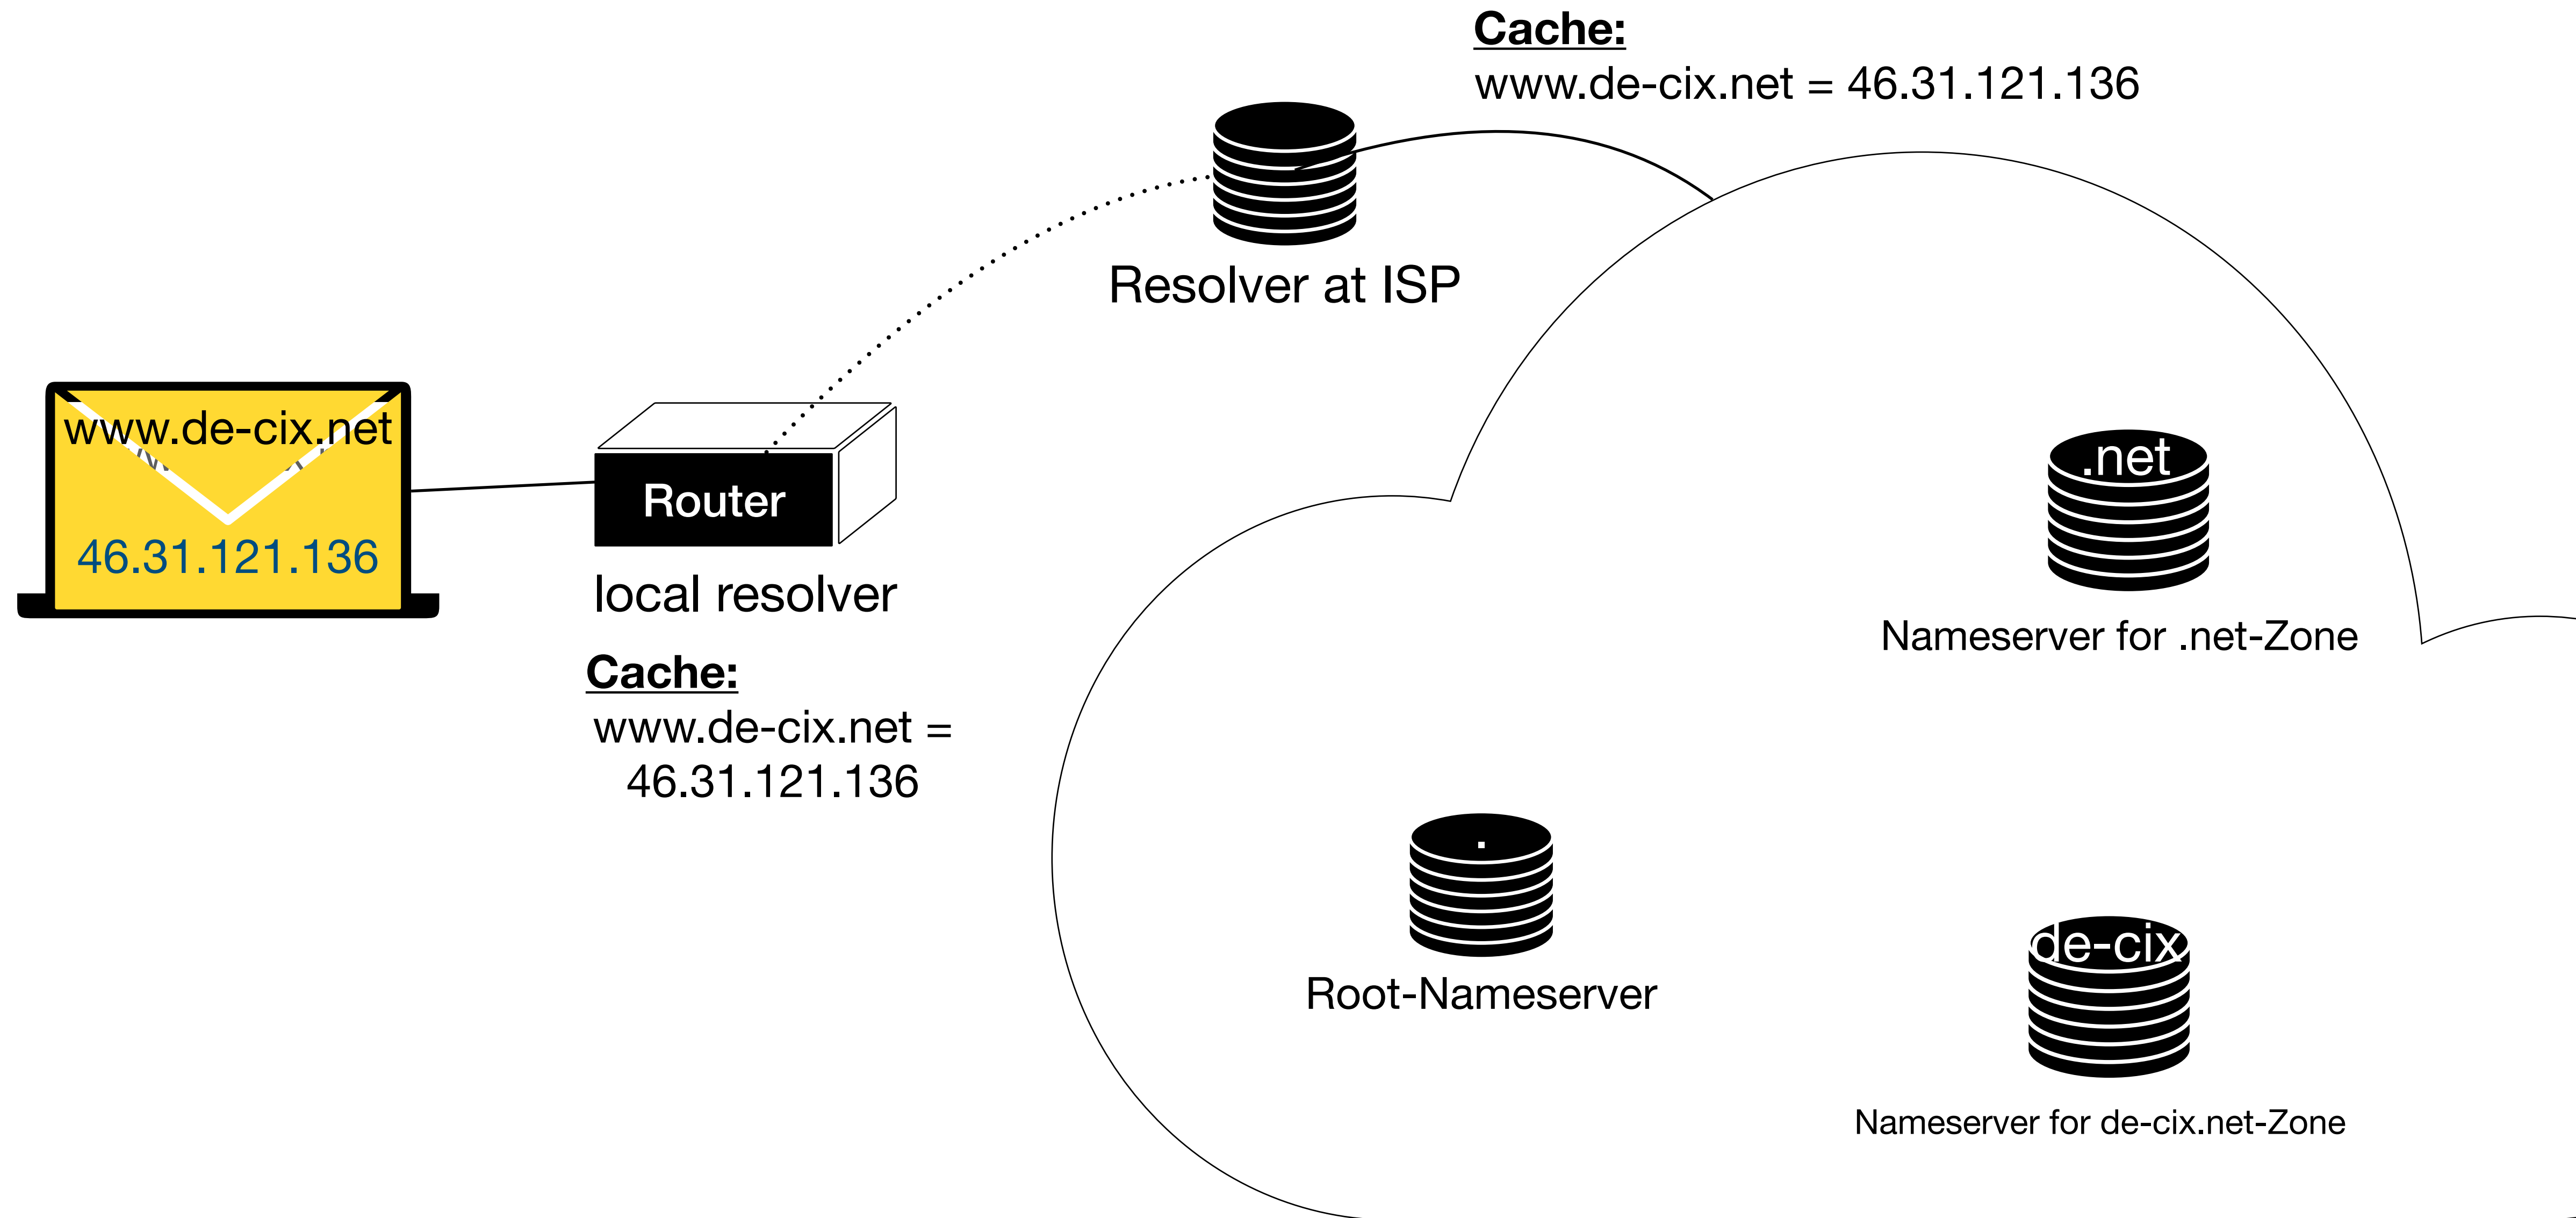 Cache:
www.de-cix.net = 46.31.121.136
Resolver at ISP
www.de-cix.net
46.31.121.136
Router
local resolver
Cache:
www.de-cix.net =
46.31.121.136
.net
Nameserver for .net-Zone
.
Root-Nameserver
de-cix
Nameserver for de-cix.net-Zone